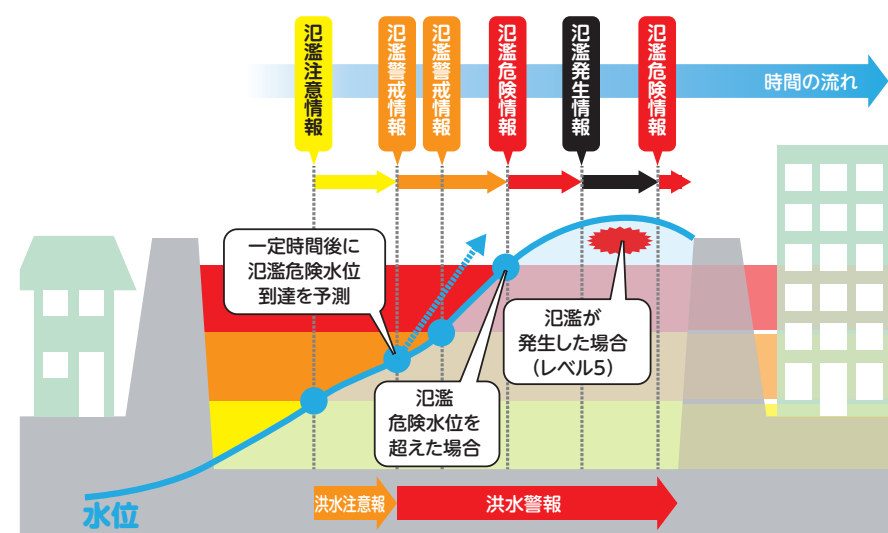 氾濫注意情報
氾濫警戒情報
氾濫警戒情報
氾濫危険情報
氾濫発生情報
氾濫危険情報
時間の流れ
一定時間後に
氾濫危険水位
到達を予測
氾濫が
発生した場合
（レベル5）
氾濫
危険水位を
超えた場合
洪水注意報
洪水警報
水位